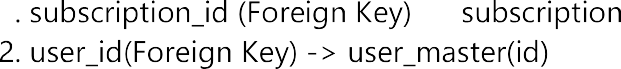 . subscription_id (Foreign Key) subscription
2. user_id(Foreign Key) -> user_master(id)